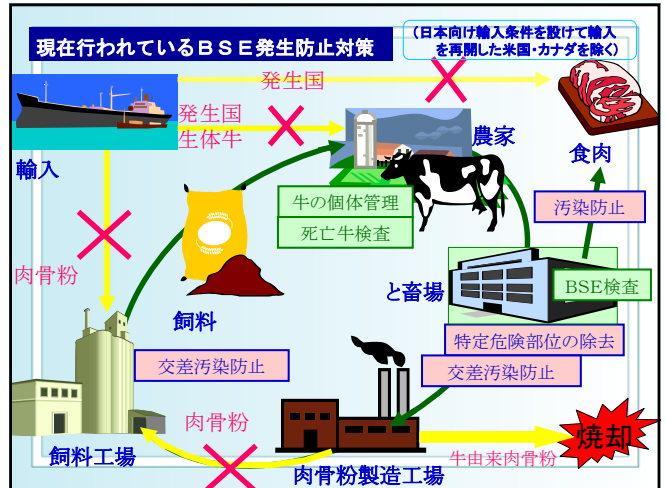 現在行われているBSE発生防止対策
（日本向け輸入条件を設けて輸入
を再開した米国・カナダを除く）
発生国
発生国
生体牛
輸入
農家
食肉
牛の個体管理
死亡牛検査
汚染防止
肉骨粉
飼料
と畜場
BSE検査
特定危険部位の除去
交差汚染防止
交差汚染防止
肉骨粉
飼料工場
肉骨粉製造工場
牛由来肉骨粉
焼却